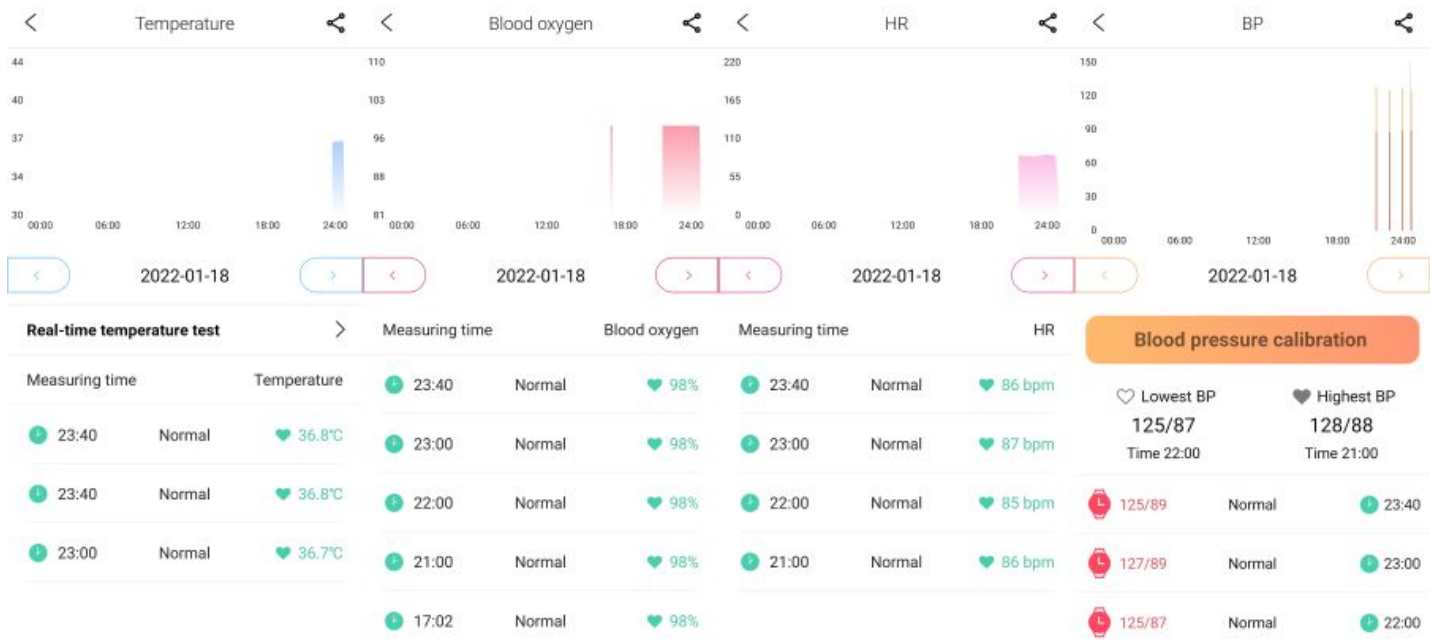 Temperature
44
40
37
34
30
00:00 06:00 12:00 18:00 24:00
2022-01-18
Real-time temperature test
Measuring time Temperature
23:40 Normal 36.8°C
23:40 Normal 36.8°C
23:00 Normal 36.7°C
Blood oxygen
110
103
96
88
81
00:00 06:00 12:00 18:00 24:00
2022-01-18
Measuring time Blood oxygen
23:40 Normal 98%
23:00 Normal 98%
22:00 Normal 98%
21:00 Normal 98%
17:02 Normal 98%
HR
220
165
110
55
0
00:00 06:00 12:00 18:00 24:00
2022-01-18
Measuring time HR
23:40 Normal 86 bpm
23:00 Normal 87 bpm
22:00 Normal 85 bpm
21:00 Normal 86 bpm
BP
150
120
90
60
30
0
00:00 06:00 12:00 18:00 24:00
2022-01-18
Blood pressure calibration
Lowest BP Highest BP
125/87 128/88
Time 22:00 Time 21:00
125/89 Normal 23:40
127/89 Normal 23:00
125/87 Normal 22:00